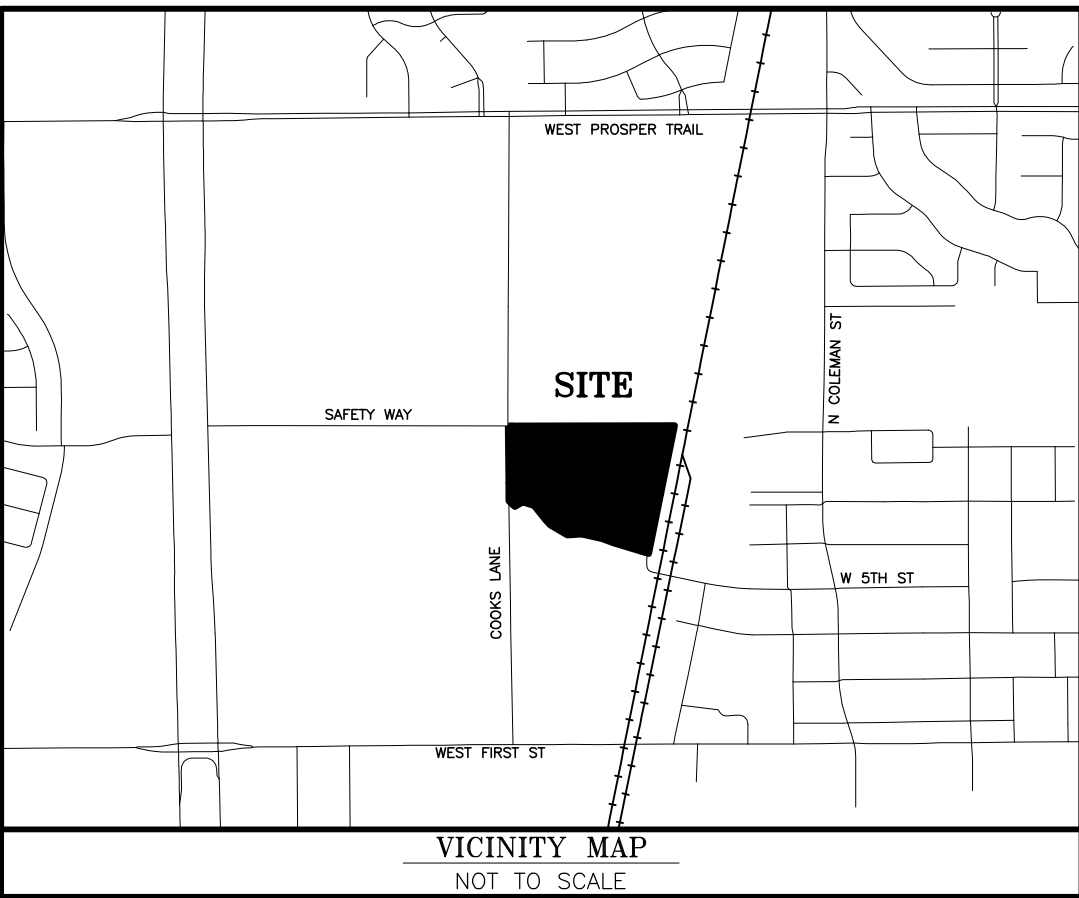 WEST PROSPER TRAIL
N COLEMAN ST
SITE
SAFETY WAY
COOKS LANE
W 5TH ST
WEST FIRST ST
VICINITY MAP
NOT TO SCALE